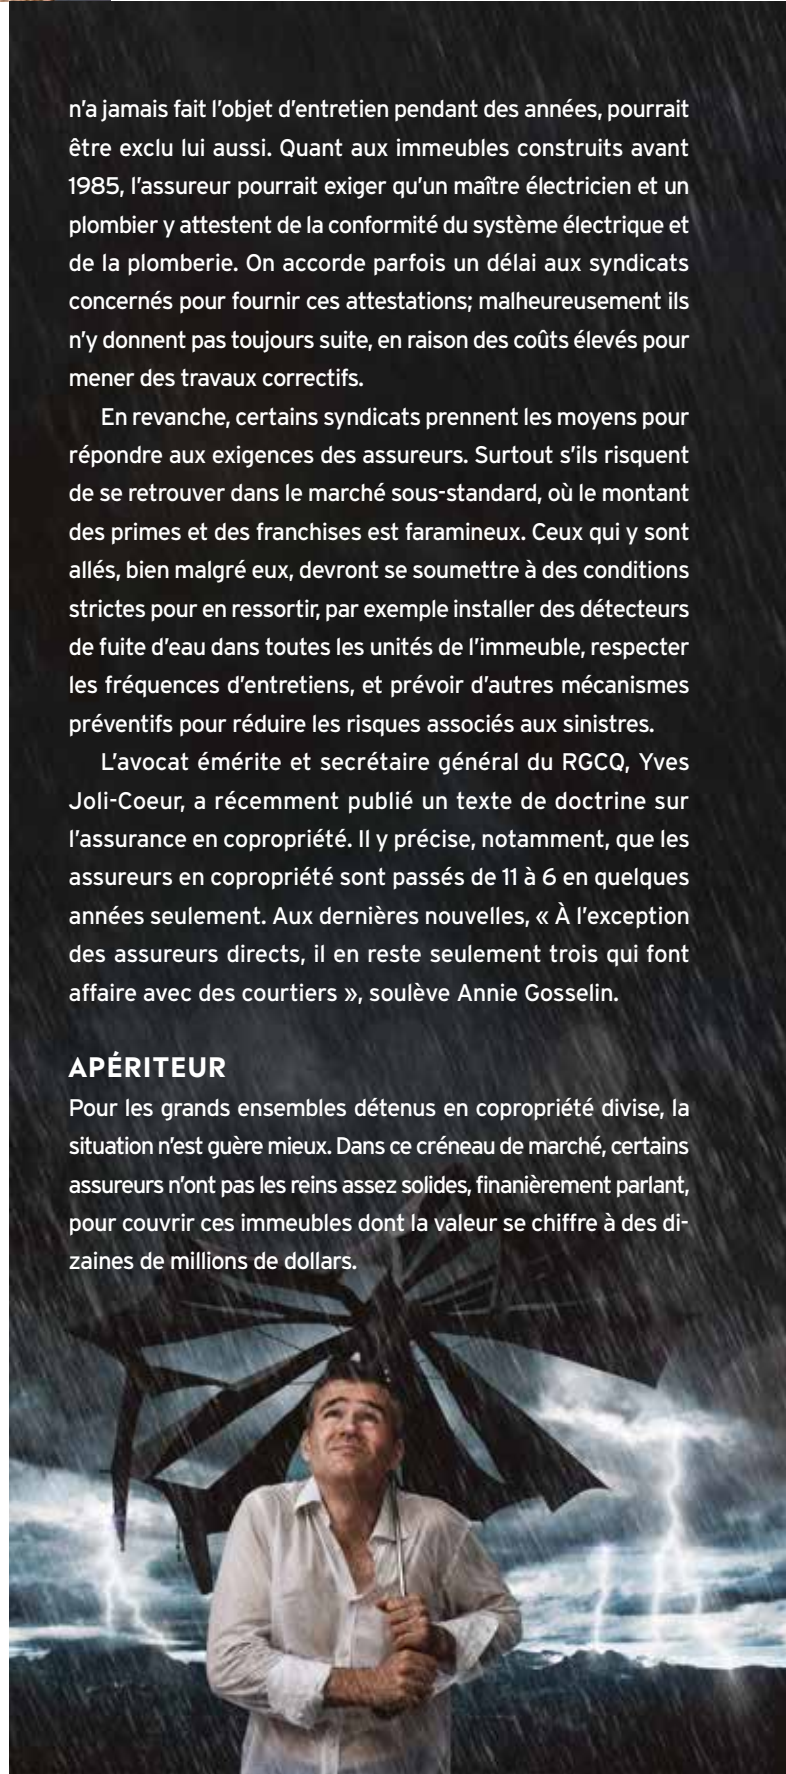 n'a jamais fait l'objet d'entretien pendant des années, pourrait
être exclu lui aussi. Quant aux immeubles construits avant
1985, l'assureur pourrait exiger qu'un maître électricien et un
plombier y attestent de la conformité du système électrique et
de la plomberie. On accorde parfois un délai aux syndicats
concernés pour fournir ces attestations; malheureusement ils
n'y donnent pas toujours suite, en raison des coûts élevés pour
mener des travaux correctifs.
En revanche, certains syndicats prennent les moyens pour
répondre aux exigences des assureurs. Surtout s'ils risquent
de se retrouver dans le marché sous-standard, où le montant
des primes et des franchises est faramineux. Ceux qui y sont
allés, bien malgré eux, devront se soumettre à des conditions
strictes pour en ressortir, par exemple installer des détecteurs
de fuite d'eau dans toutes les unités de l'immeuble, respecter
les fréquences d'entretiens, et prévoir d'autres mécanismes
préventifs pour réduire les risques associés aux sinistres.
L'avocat émérite et secrétaire général du RGCQ, Yves
Joli-Coeur, a récemment publié un texte de doctrine sur
l'assurance en copropriété. Il y précise, notamment, que les
assureurs en copropriété sont passés de 11 à 6 en quelques
années seulement. Aux dernières nouvelles, « À l'exception
des assureurs directs, il en reste seulement trois qui font
affaire avec des courtiers », soulève Annie Gosselin.
APÉRITEUR
Pour les grands ensembles détenus en copropriété divise, la
situation n'est guère mieux. Dans ce créneau de marché, certains
assureurs n'ont pas les reins assez solides, finanièrement parlant,
pour couvrir ces immeubles dont la valeur se chiffre à des di-
zaines de millions de dollars.